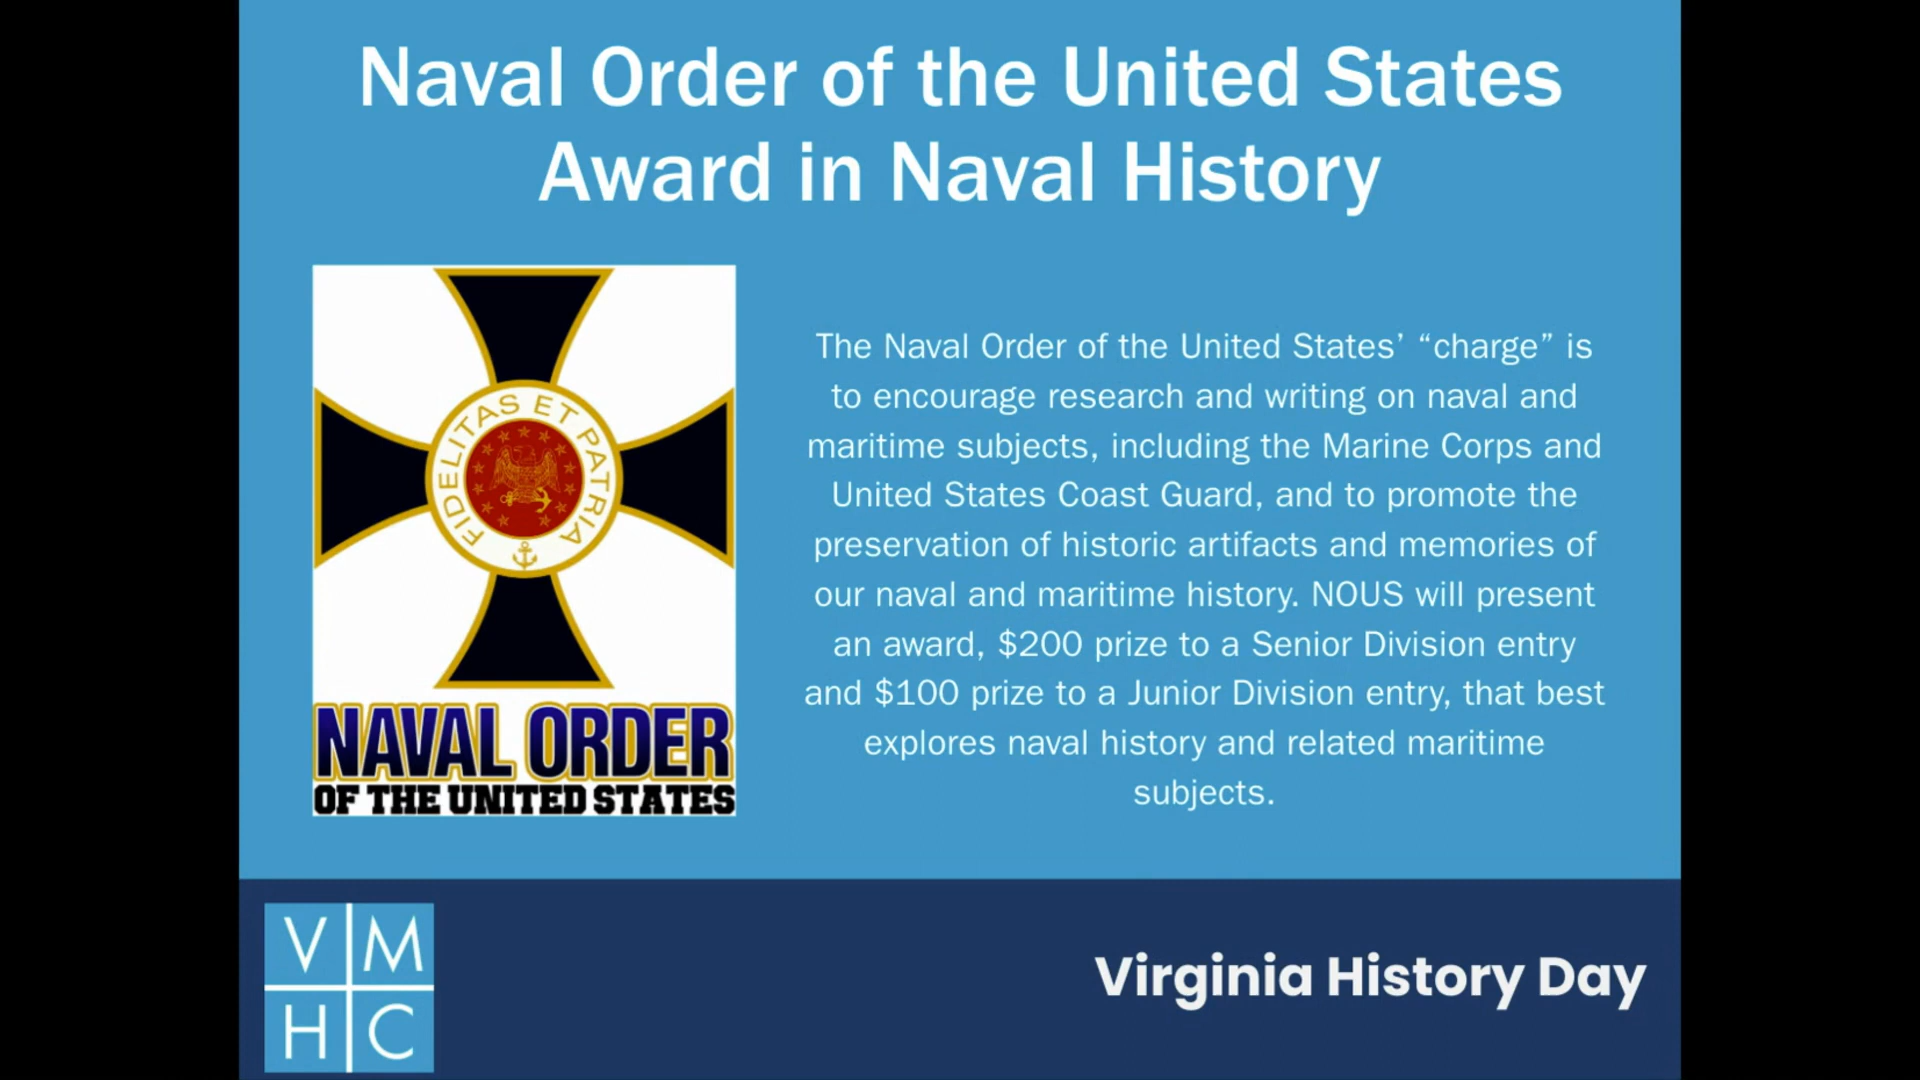 Naval Order of the United States
Award in Naval History
FIDELITAS ET PATRIA
NAVAL ORDER
OF THE UNITED STATES
The Naval Order of the United States’ “charge” is
to encourage research and writing on naval and
maritime subjects, including the Marine Corps and
United States Coast Guard, and to promote the
preservation of historic artifacts and memories of
our naval and maritime history. NOUS will present
an award, $200 prize to a Senior Division entry
and $100 prize to a Junior Division entry, that best
explores naval history and related maritime
subjects.
V M
H C
Virginia History Day